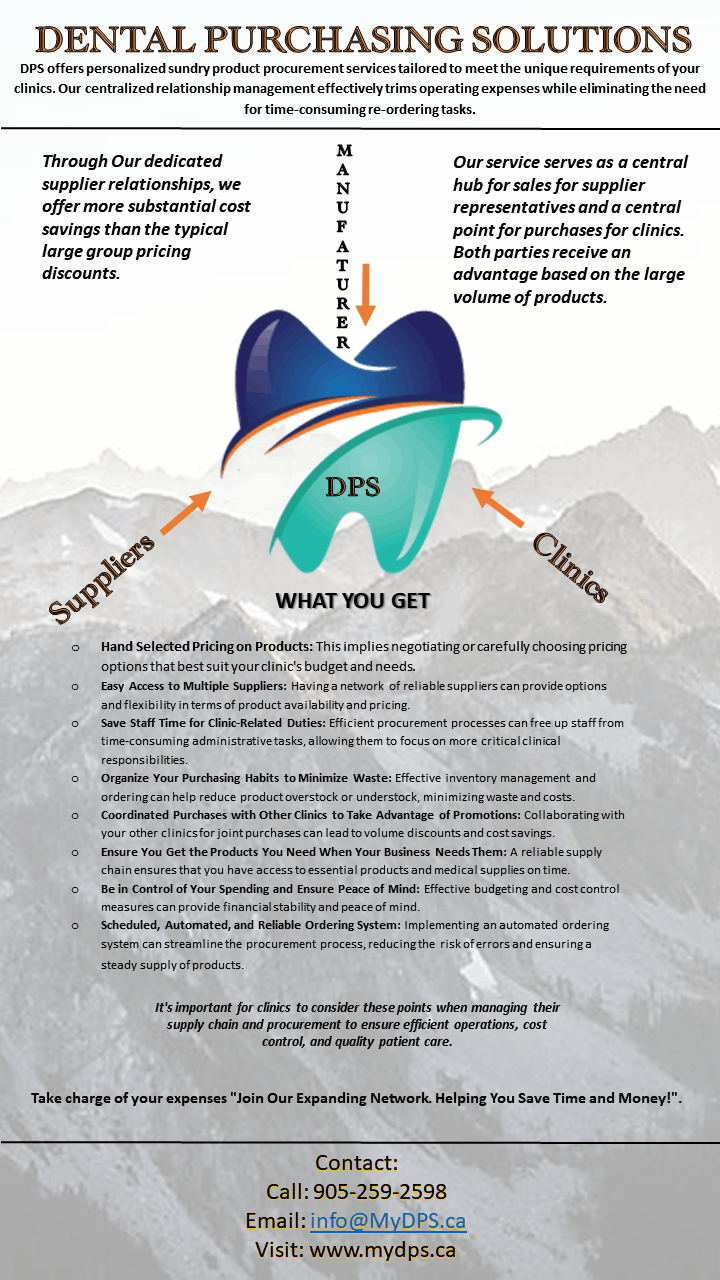 DENTAL PURCHASING SOLUTIONS
DPS offers personalized sundry product procurement services tailored to meet the unique requirements of your
clinics. Our centralized relationship management effectively trims operating expenses while eliminating the need
for time-consuming re-ordering tasks.
Through Our dedicated
supplier relationships, we
offer more substantial cost
savings than the typical
large group pricing
discounts.
M
A
N
U
F
A
T
U
R
E
R
Our service serves as a central
hub for sales for supplier
representatives and a central
point for purchases for clinics.
Both parties receive an
advantage based on the large
volume of products.
DPS
Suppliers
Clinics
WHAT YOU GET
o Hand Selected Pricing on Products: This implies negotiating or carefully choosing pricing
options that best suit your clinic's budget and needs.
o Easy Access to Multiple Suppliers: Having a network of reliable suppliers can provide options
and flexibility in terms of product availability and pricing.
o Save Staff Time for Clinic-Related Duties: Efficient procurement processes can free up staff from
time-consuming administrative tasks, allowing them to focus on more critical clinical
responsibilities.
o Organize Your Purchasing Habits to Minimize Waste: Effective inventory management and
ordering can help reduce product overstock or understock, minimizing waste and costs.
o Coordinated Purchases with Other Clinics to Take Advantage of Promotions: Collaborating with
your other clinics for joint purchases can lead to volume discounts and cost savings.
o Ensure You Get the Products You Need When Your Business Needs Them: A reliable supply
chain ensures that you have access to essential products and medical supplies on time.
o Be in Control of Your Spending and Ensure Peace of Mind: Effective budgeting and cost control
measures can provide financial stability and peace of mind.
o Scheduled, Automated, and Reliable Ordering System: Implementing an automated ordering
system can streamline the procurement process, reducing the risk of errors and ensuring a
steady supply of products.
It's important for clinics to consider these points when managing their
supply chain and procurement to ensure efficient operations, cost
control, and quality patient care.
Take charge of your expenses "Join Our Expanding Network. Helping You Save Time and Money!".
Contact:
Call: 905-259-2598
Email: info@MyDPS.ca
Visit: www.mydps.ca